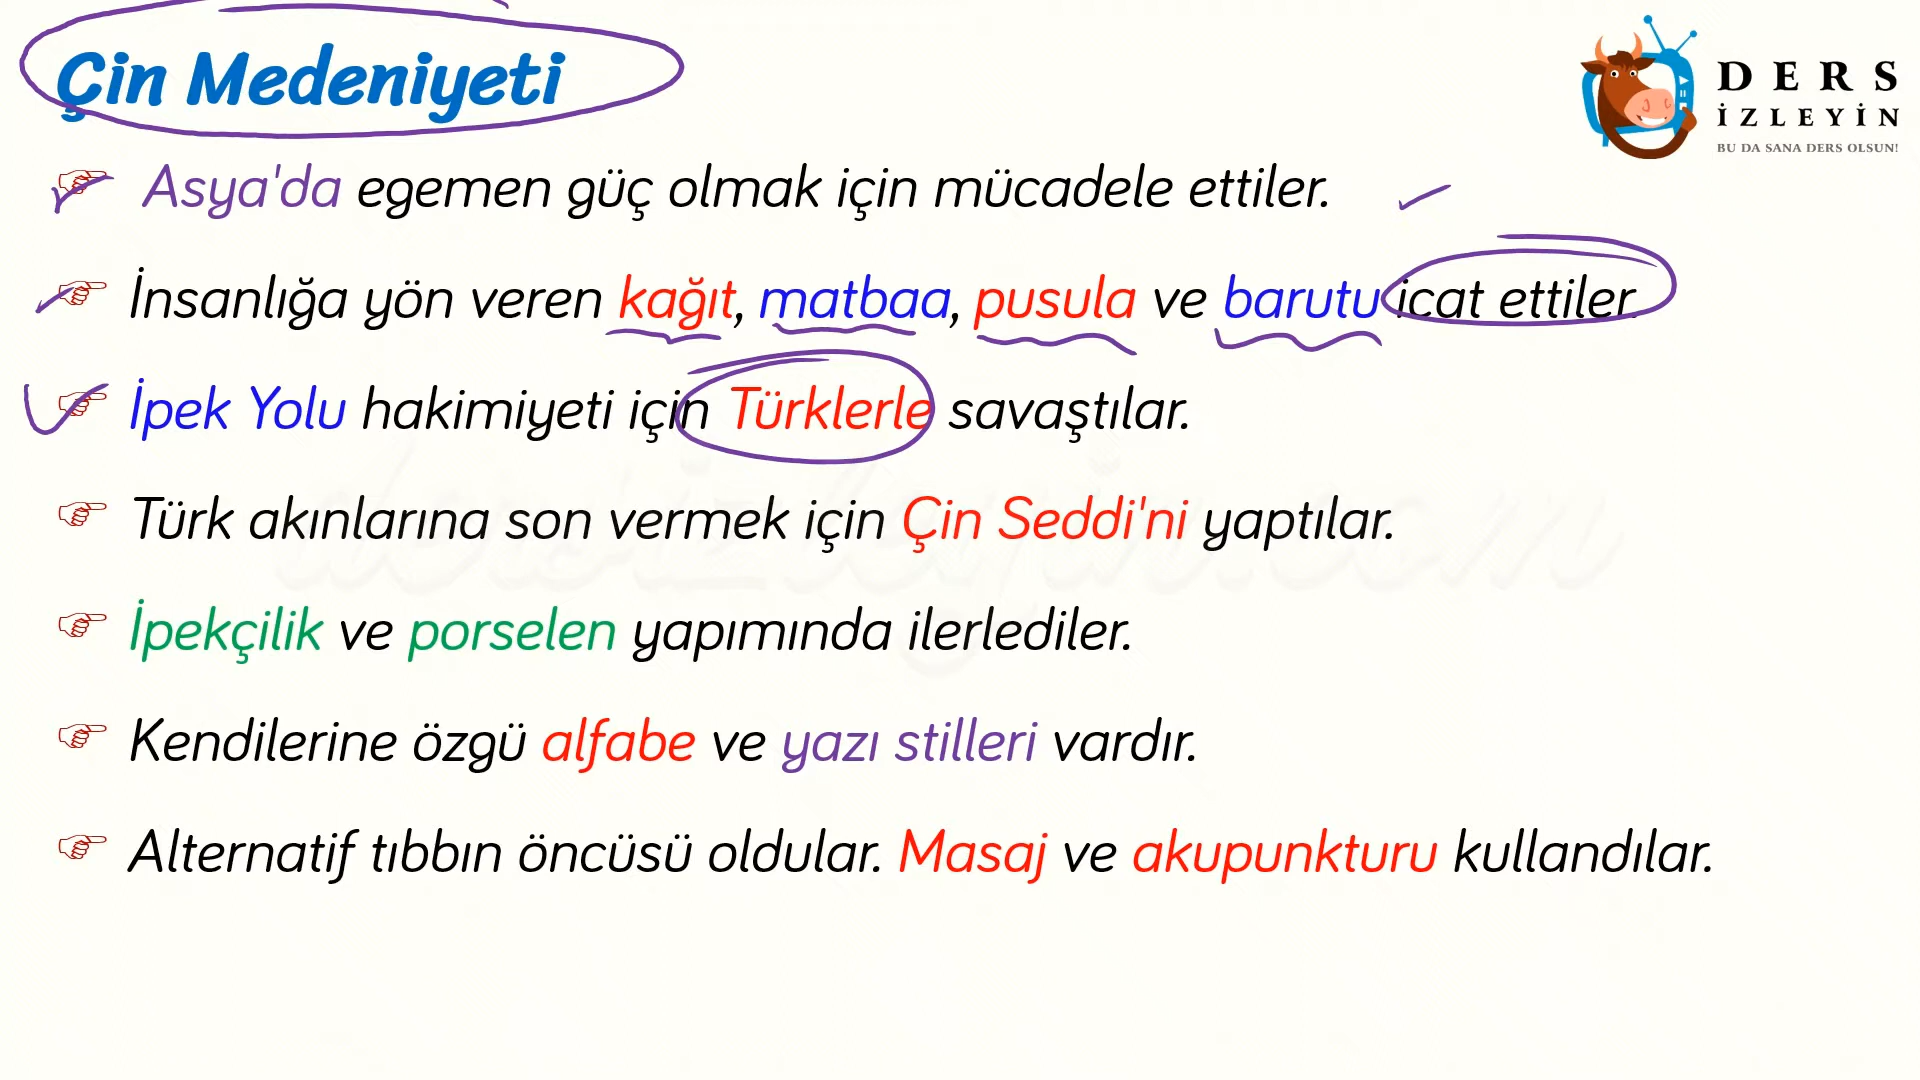 Çin Medeniyeti
DERS
İZLEYİN
BU DA SANA DERS OLSUN!
Asya'da egemen güç olmak için mücadele ettiler.
İnsanlığa yön veren kağıt, matbaa, pusula ve barutu icat ettiler.
İpek Yolu hakimiyeti için Türklerle savaştılar.
Türk akınlarına son vermek için Çin Seddi'ni yaptılar.
dersizleyin.com
İpekçilik ve porselen yapımında ilerlediler.
Kendilerine özgü alfabe ve yazı stilleri vardır.
Alternatif tıbbın öncüsü oldular. Masaj ve akupunkturu kullandılar.